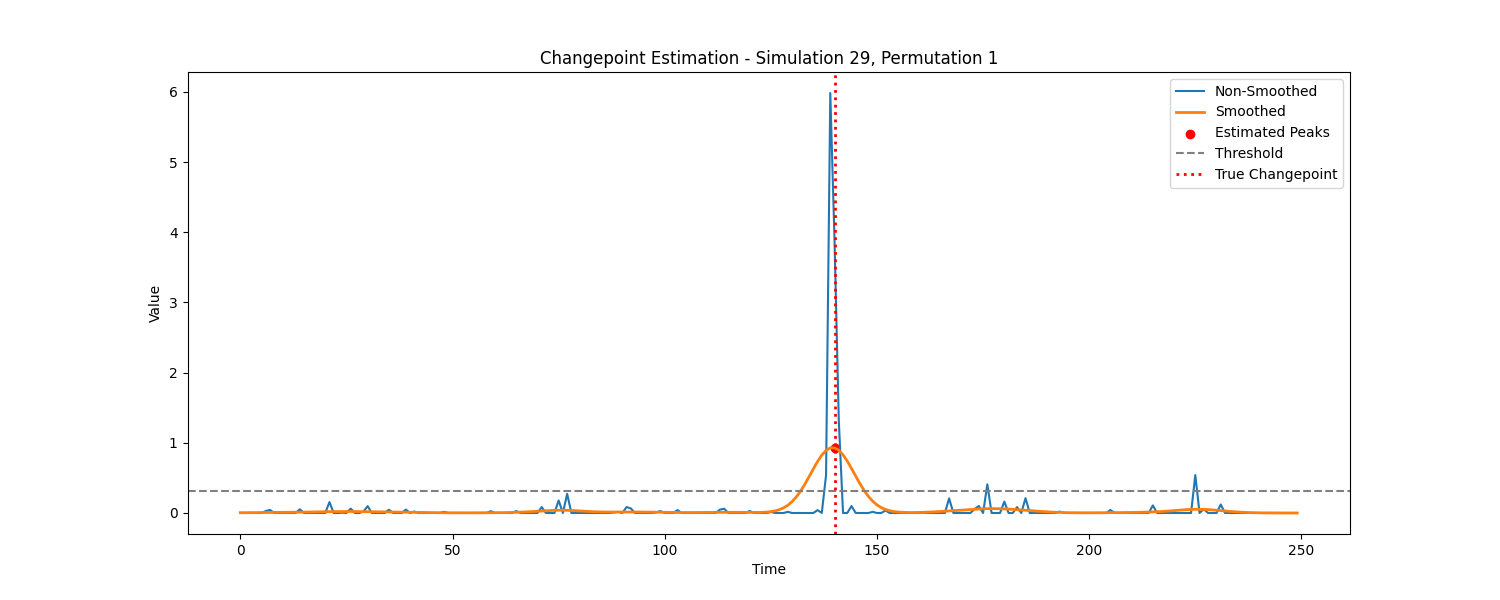 Changepoint Estimation - Simulation 29, Permutation 1
Non-Smoothed
Smoothed
Estimated Peaks
Threshold
True Changepoint
Value
6
5
4
3
2
1
0
0 50 100 150 200 250
Time